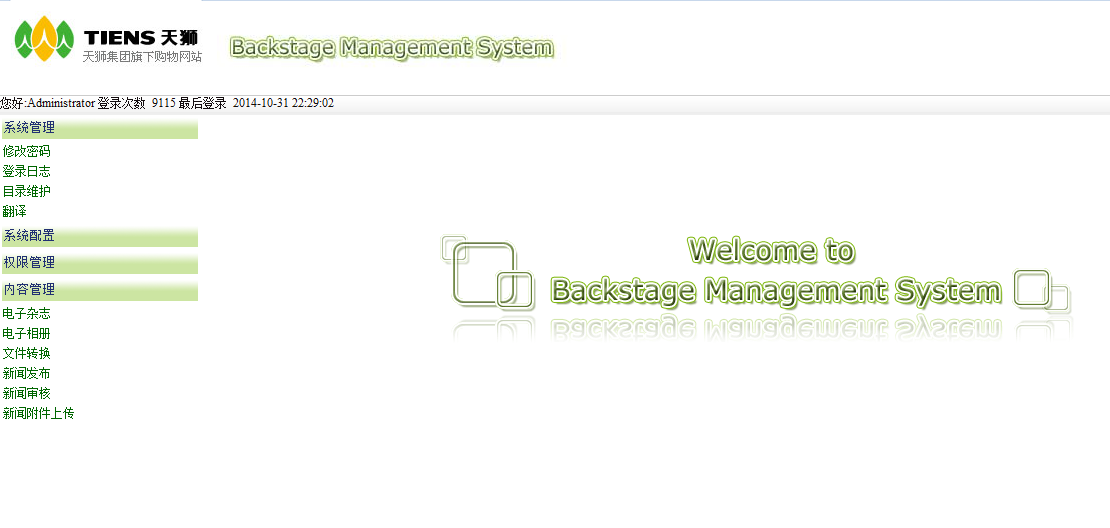 TIENS 天狮
天狮集团旗下购物网站
Backstage Management System
您好:Administrator 登录次数 9115 最后登录 2014-10-31 22:29:02
系统管理
修改密码
登录日志
目录维护
翻译
系统配置
权限管理
内容管理
电子杂志
电子相册
文件转换
新闻发布
新闻审核
新闻附件上传
Welcome to
Backstage Management System